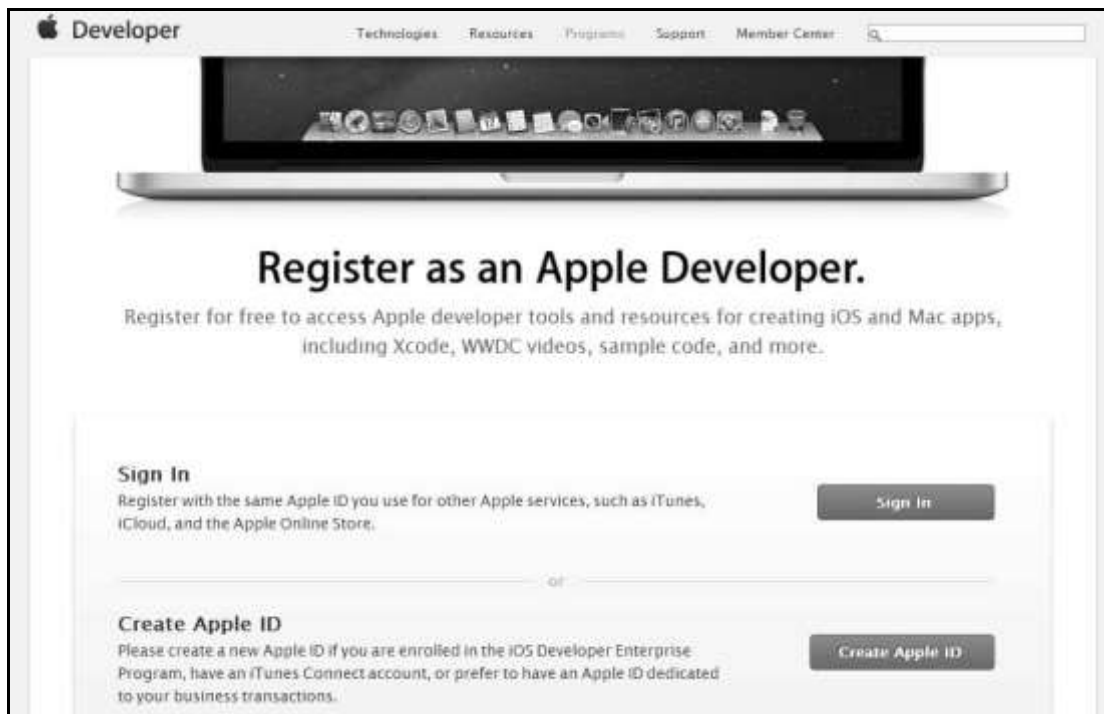 Developer
Technologies Resources Programs Support Member Center
Register as an Apple Developer.
Register for free to access Apple developer tools and resources for creating iOS and Mac apps,
including Xcode, WWDC videos, sample code, and more.
Sign In
Register with the same Apple ID you use for other Apple services, such as iTunes,
iCloud, and the Apple Online Store.
Sign In
or
Create Apple ID
Please create a new Apple ID if you are enrolled in the iOS Developer Enterprise
Program, have an iTunes Connect account, or prefer to have an Apple ID dedicated
to your business transactions.
Create Apple ID